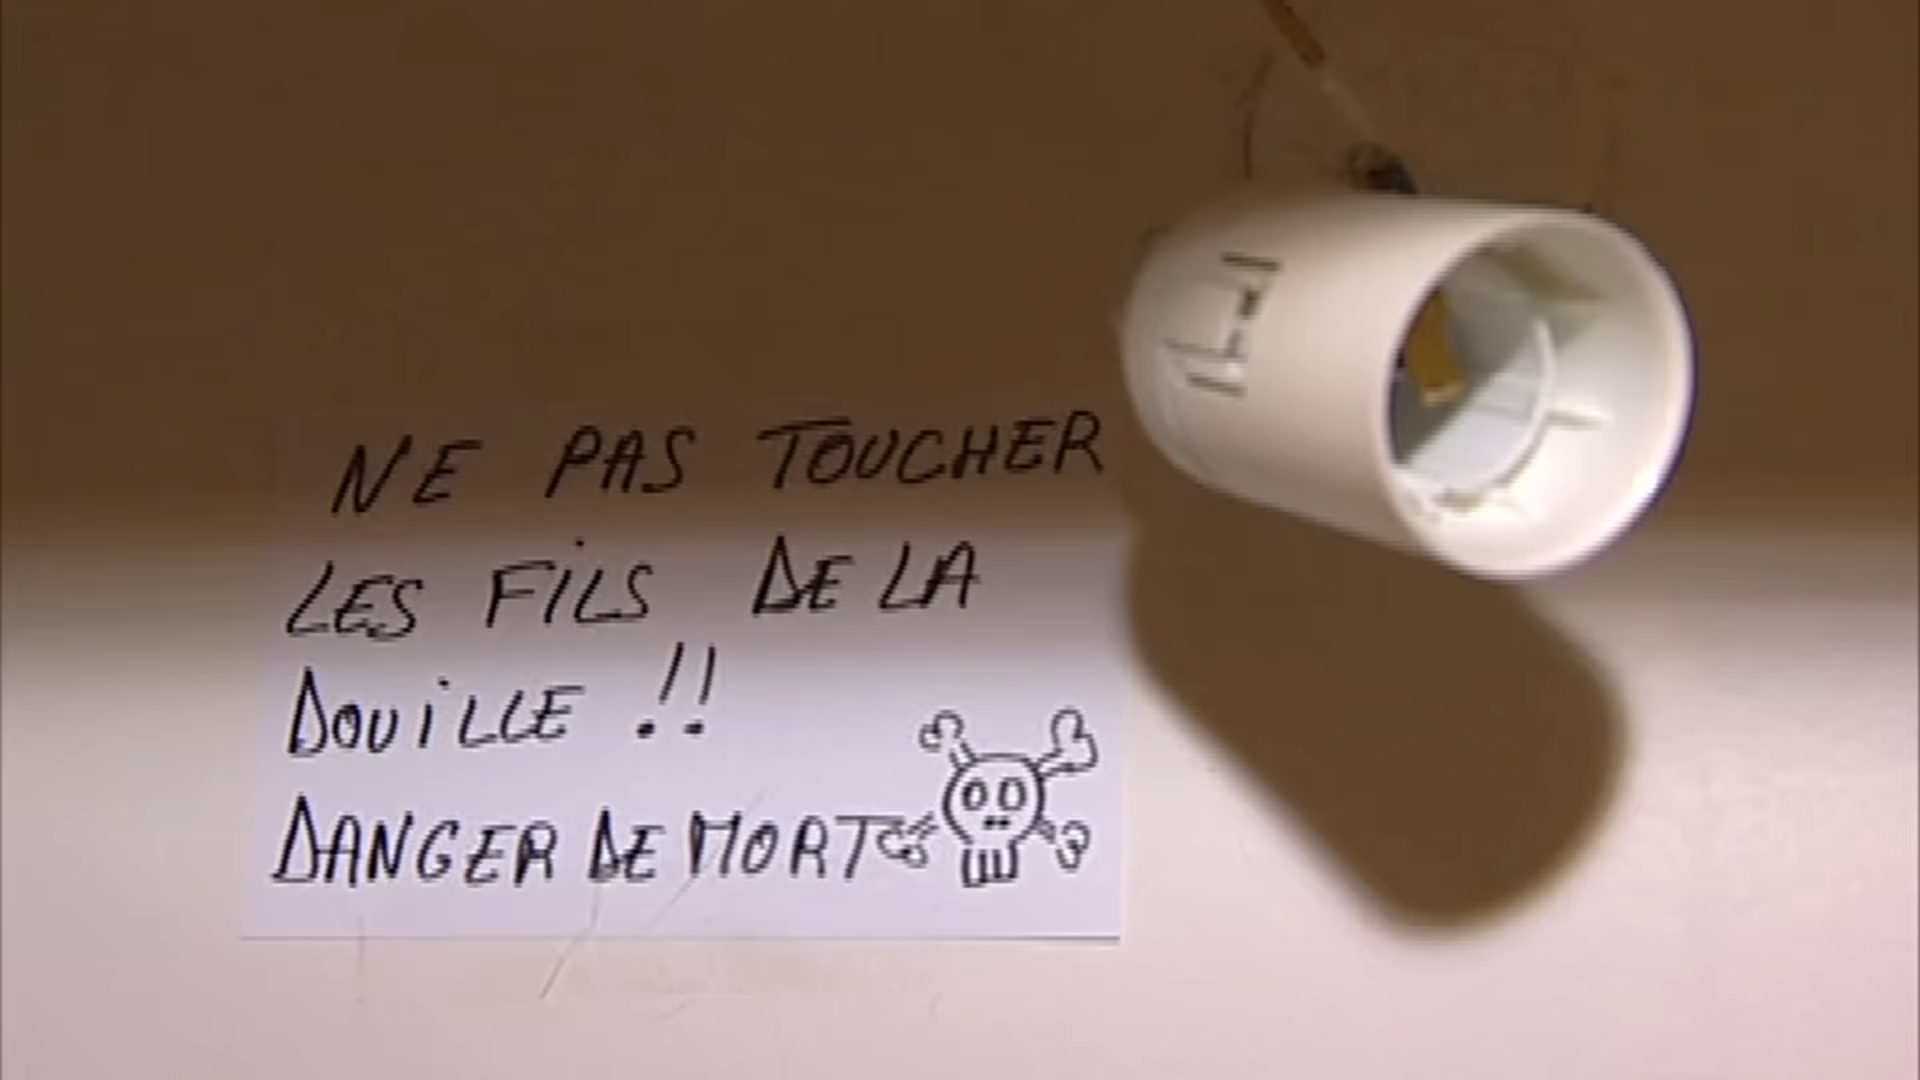 NE PAS TOUCHER
LES FiLS DE LA
DOUiLLE !!
DANGER DE MORT